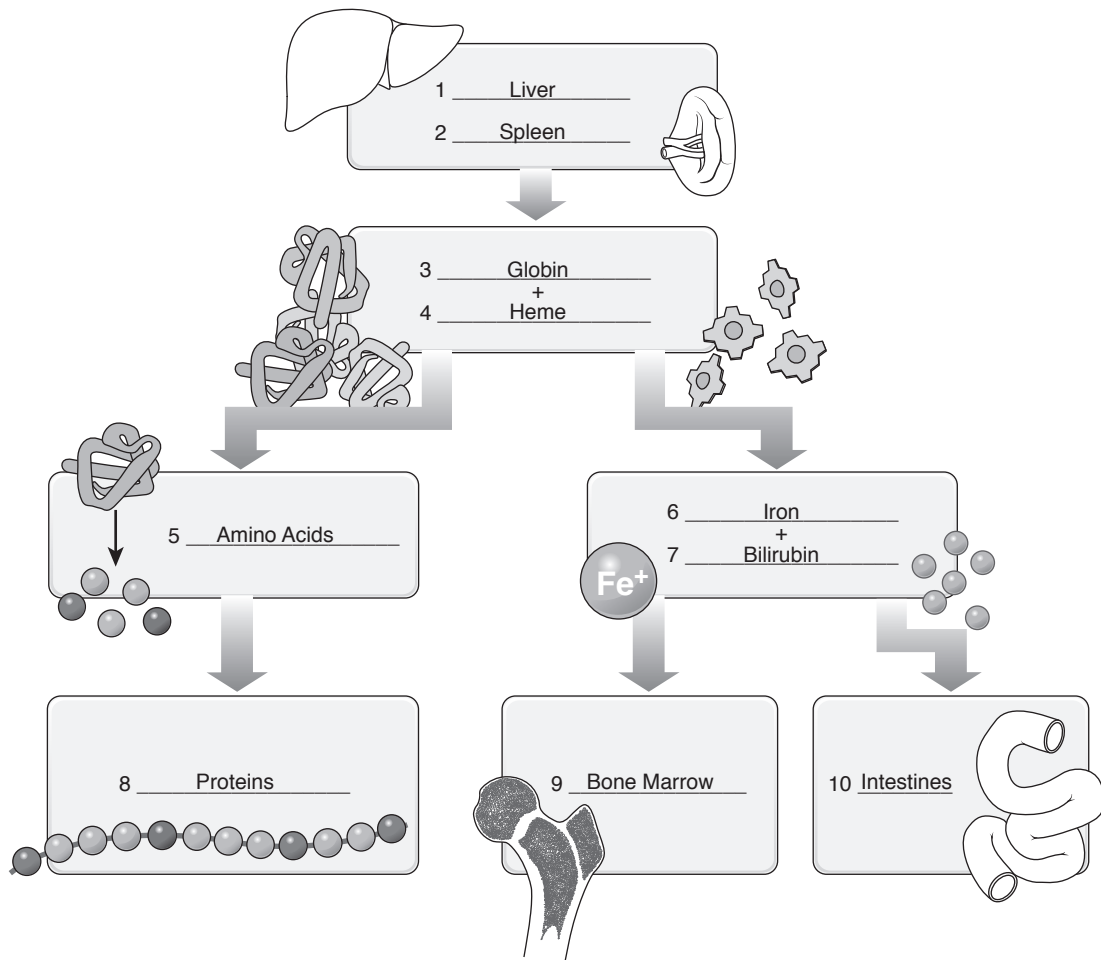 1 Liver
2 Spleen
3 Globin
+
4 Heme
5 Amino Acids
6 Iron
+
7 Bilirubin
Fe+
8 Proteins
9 Bone Marrow
10 Intestines